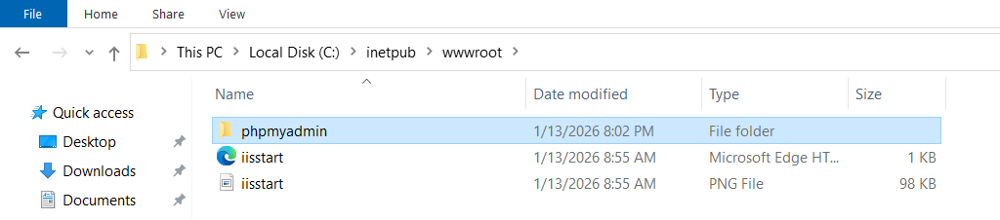 File Home Share View
This PC Local Disk (C:) inetpub wwwroot
Name Date modified Type Size
Quick access
phpmyadmin 1/13/2026 8:02 PM File folder
Desktop
iisstart 1/13/2026 8:55 AM Microsoft Edge HT... 1 KB
Downloads
iisstart 1/13/2026 8:55 AM PNG File 98 KB
Documents